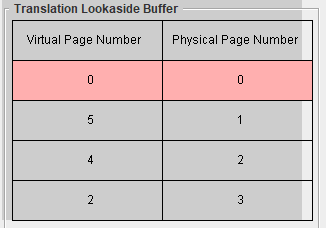 Translation Lookaside Buffer
Virtual Page Number Physical Page Number
0 0
5 1
4 2
2 3